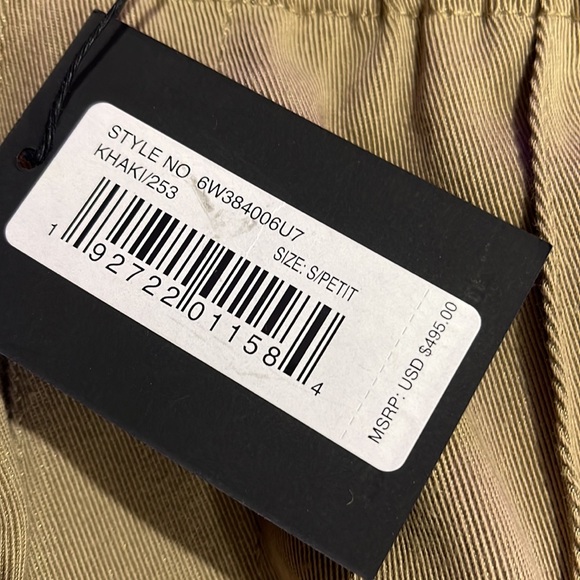 STYLE NO 6W384006U7
KHAKI/253
SIZE: S/PETIT
1 92722 01158 4
MSRP: USD $495.00